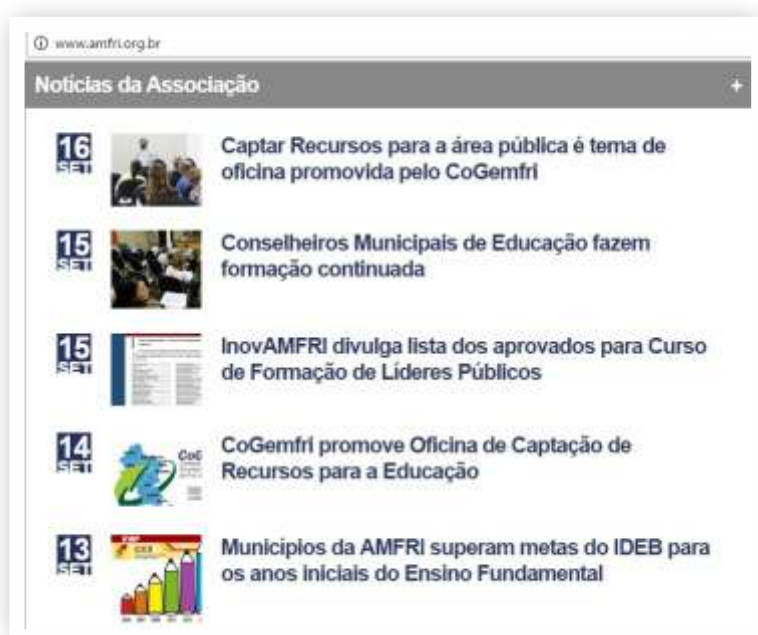 www.amfri.org.br
Notícias da Associação +
16
SET
Captar Recursos para a área pública é tema de
oficina promovida pelo CoGemfri
15
SET
Conselheiros Municipais de Educação fazem
formação continuada
15
SET
InovAMFRI divulga lista dos aprovados para Curso
de Formação de Líderes Públicos
14
SET
CoGemfri promove Oficina de Captação de
Recursos para a Educação
13
SET
Municípios da AMFRI superam metas do IDEB para
os anos iniciais do Ensino Fundamental